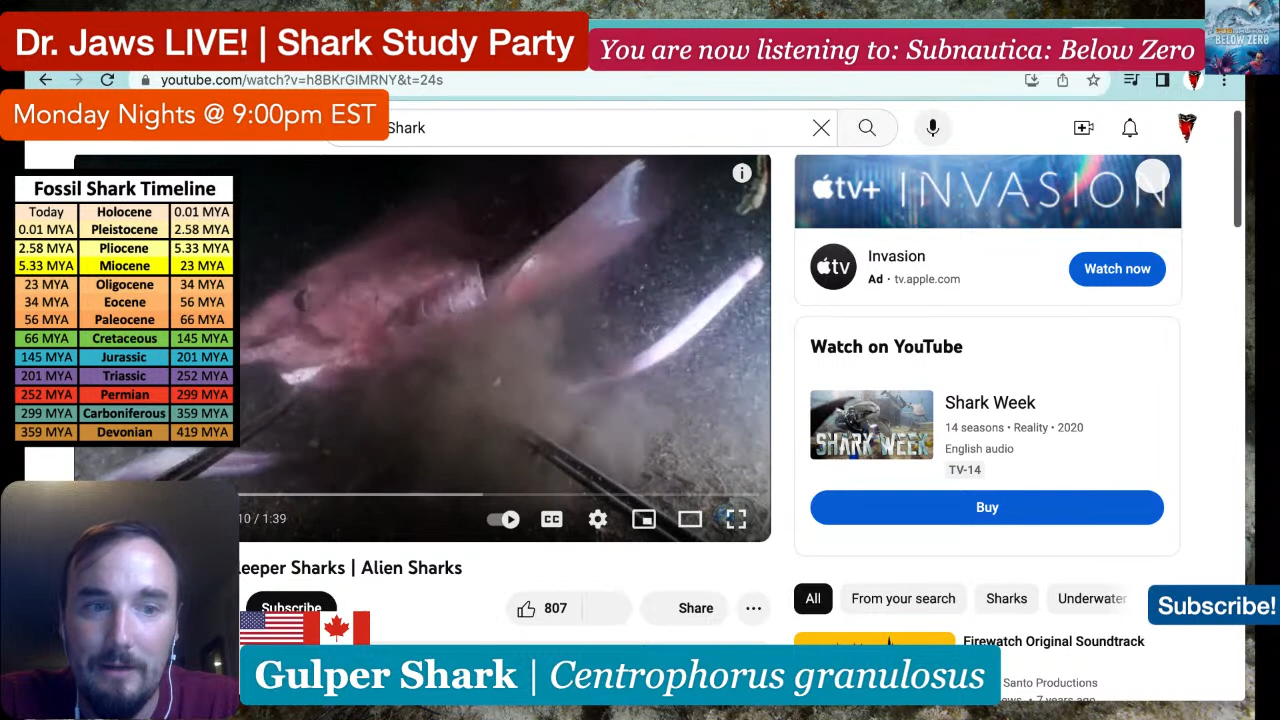 Dr. Jaws LIVE! | Shark Study Party
You are now listening to: Subnautica: Below Zero
BELOW ZERO
youtube.com/watch?v=h8BKrGIMRNY&t=24s
Monday Nights @ 9:00pm EST
Shark
Fossil Shark Timeline
Today Holocene 0.01 MYA
0.01 MYA Pleistocene 2.58 MYA
2.58 MYA Pliocene 5.33 MYA
5.33 MYA Miocene 23 MYA
23 MYA Oligocene 34 MYA
34 MYA Eocene 56 MYA
56 MYA Paleocene 66 MYA
66 MYA Cretaceous 145 MYA
145 MYA Jurassic 201 MYA
201 MYA Triassic 252 MYA
252 MYA Permian 299 MYA
299 MYA Carboniferous 359 MYA
359 MYA Devonian 419 MYA
tv+ INVASION
tv
Invasion
Ad · tv.apple.com
Watch now
Watch on YouTube
SHARK WEEK
Shark Week
14 seasons • Reality • 2020
English audio
TV-14
Buy
10 / 1:39
CC
eeper Sharks | Alien Sharks
Subscribe
807
Share
All
From your search
Sharks
Underwater
Subscribe!
Firewatch Original Soundtrack
Santo Productions
7 years ago
Gulper Shark | Centrophorus granulosus